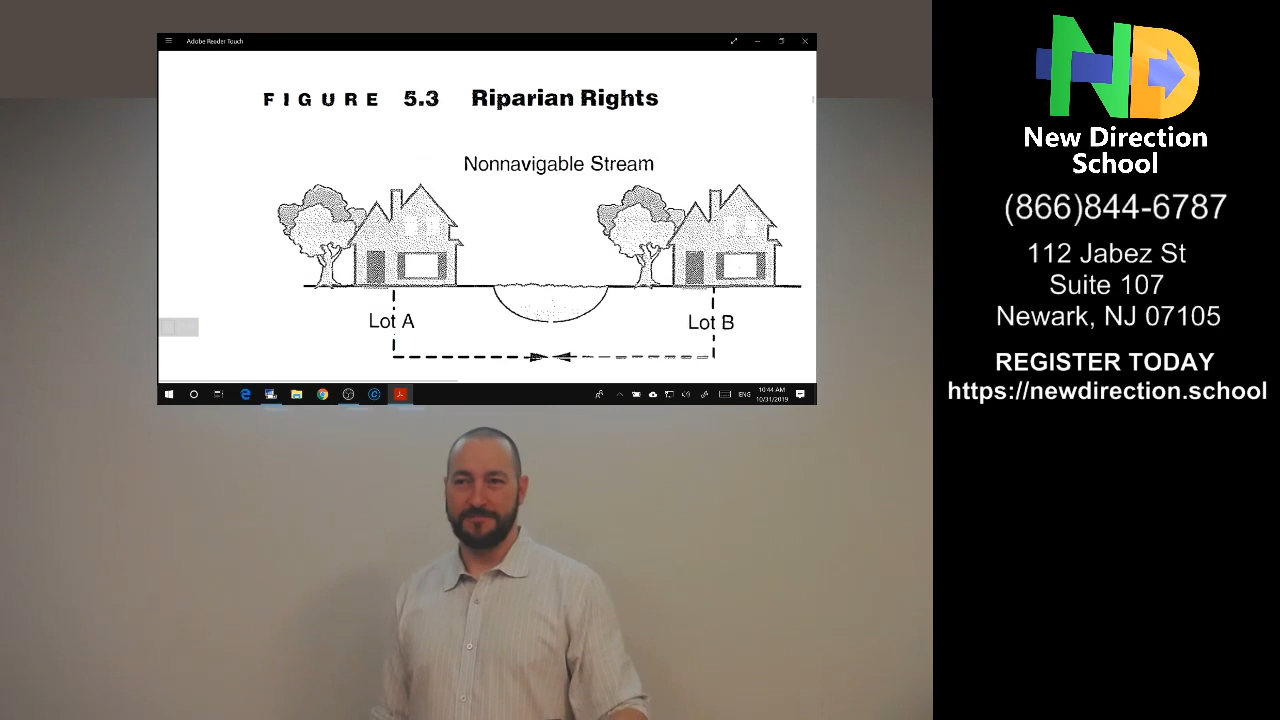 Adobe Reader Touch
FIGURE 5.3 Riparian Rights
Nonnavigable Stream
Lot A
Lot B
ENG
10:44 AM
10/31/2019
ND
New Direction
School
(866)844-6787
112 Jabez St
Suite 107
Newark, NJ 07105
REGISTER TODAY
https://newdirection.school